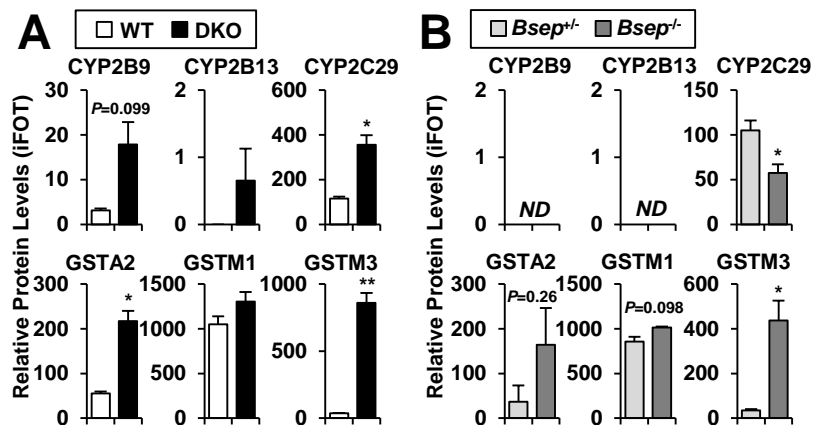 A
WT DKO
CYP2B9 CYP2B13 CYP2C29
30 2 600
P=0.099
*
20 400
1
10 200
0 0 0
GSTA2 GSTM1 GSTM3
300 1500 1000
*
**
200 1000
500
100 500
0 0 0
Relative Protein Levels (iFOT)
B
Bsep+/- Bsep-/-
CYP2B9 CYP2B13 CYP2C29
2 2 150
100
*
1 1
50
ND ND
0 0 0
GSTA2 GSTM1 GSTM3
300 1500 600
P=0.26
P=0.098
*
200 1000 400
100 500 200
0 0 0
Relative Protein Levels (iFOT)